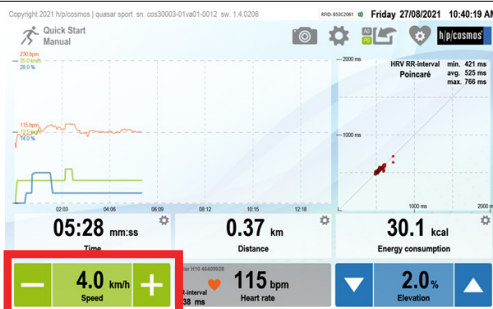 Copyright 2021 h/p/cosmos | quasar sport sn. cos30003-01va01-0012 sw. 1.4.0206
Friday 27/08/2021 10:40:19 AM
Quick Start
Manual
h/p/cosmos
230 bpm
25.0 km/h
28.0 %
115 bpm
12.5 km/h
14.0 %
02:03 04:06 06:09 08:12 10:15 12:18
2000 ms
HRV RR-interval
Poincaré
min. 421 ms
avg. 525 ms
max. 766 ms
1000 ms
1000 ms 2000 m
05:28 mm:ss
Time
0.37 km
Distance
30.1 kcal
Energy consumption
4.0 km/h
Speed
38 ms
115 bpm
Heart rate
2.0 %
Elevation